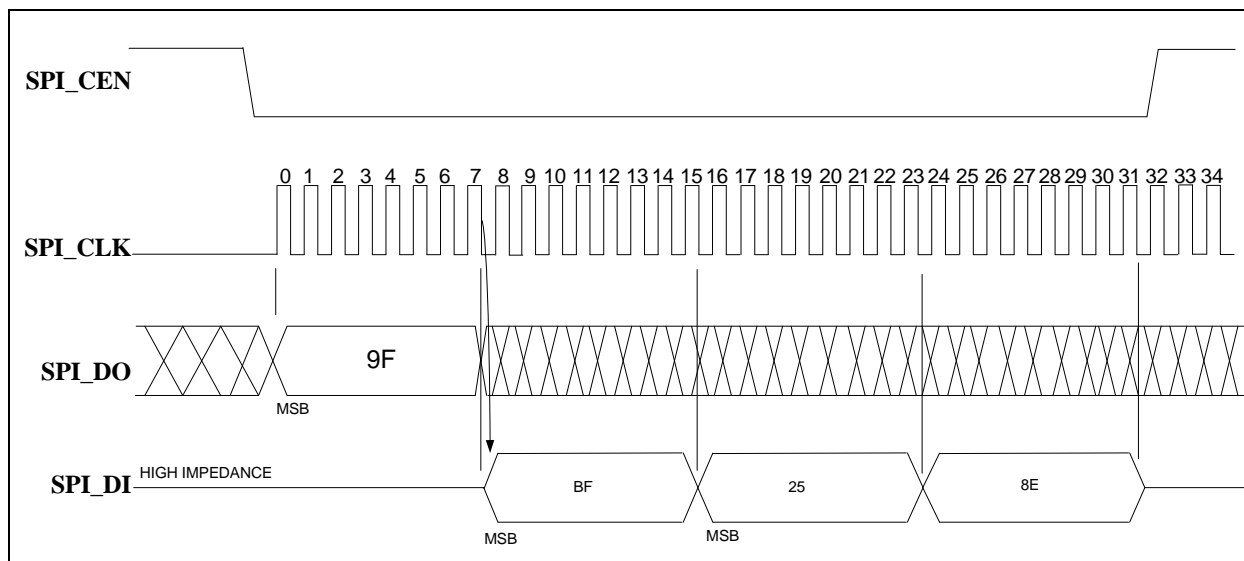 SPI_CEN
0 1 2 3 4 5 6 7 8 9 10 11 12 13 14 15 16 17 18 19 20 21 22 23 24 25 26 27 28 29 30 31 32 33 34
SPI_CLK
SPI_DO
9F
MSB
SPI_DI
HIGH IMPEDANCE
BF
25
8E
MSB
MSB